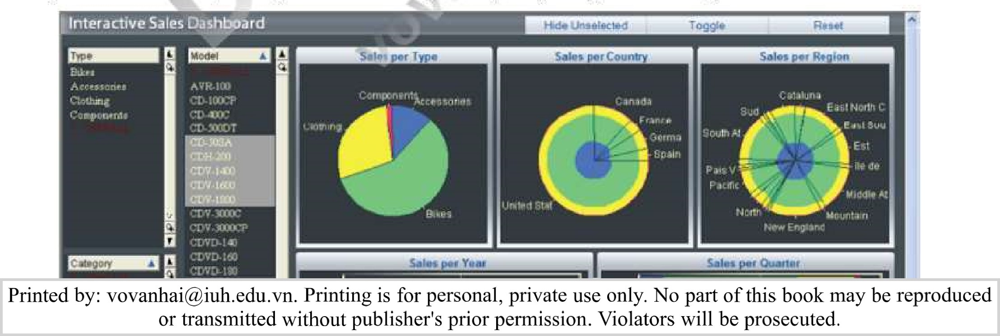 Interactive Sales Dashboard
Hide Unselected
Toggle
Reset
Type
Bikes
Accessories
Clothing
Components
Category
Model
AVR-100
CD-100CP
CD-400C
CD-500DT
CD-30SA
CDH-200
CDV-1400
CDV-1600
CDV-1800
CDV-3000C
CDV-3000CP
CDVD-140
CDVD-160
CDVD-180
Sales per Type
Components
Accessories
Clothing
Bikes
Sales per Country
Canada
France
Germa
Spain
United Stat
Sales per Region
Cataluna
East North C
Sud
East Sou
South At
Est
Ile de
Pais V
Pacific
Middle At
North
Mountain
New England
Sales per Year
Sales per Quarter
Printed by: vovanhai@iuh.edu.vn. Printing is for personal, private use only. No part of this book may be reproduced
or transmitted without publisher's prior permission. Violators will be prosecuted.